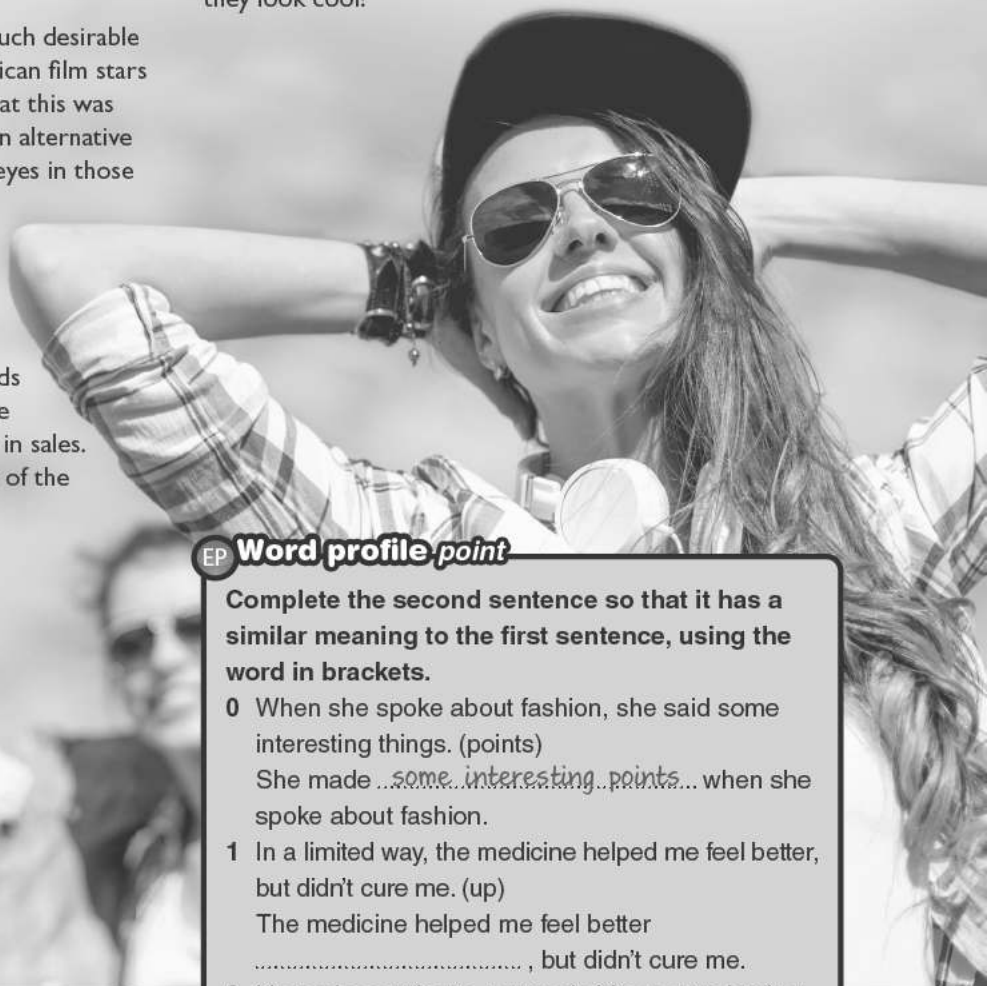 they look cool!
uch desirable
ican film stars
at this was
n alternative
eyes in those
ds
e
in sales.
of the
EP Word profile point
Complete the second sentence so that it has a
similar meaning to the first sentence, using the
word in brackets.
0 When she spoke about fashion, she said some
interesting things. (points)
She made ...some interesting points... when she
spoke about fashion.
1 In a limited way, the medicine helped me feel better,
but didn't cure me. (up)
The medicine helped me feel better
.........................................., but didn't cure me.